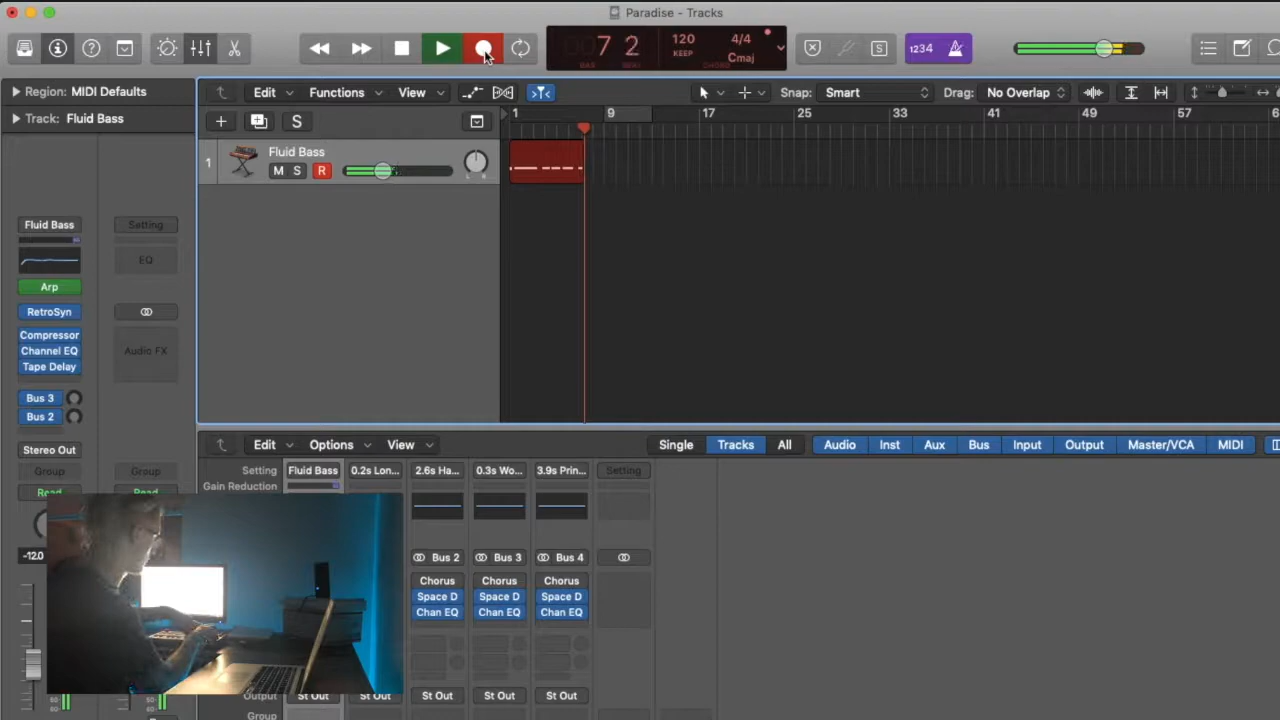 Paradise - Tracks
7 2
120
KEEP
4/4
Cmaj
BAR
BEAT
1234
S
Region: MIDI Defaults
Edit
Functions
View
Snap: Smart
Drag: No Overlap
Track: Fluid Bass
S
1 9 17 25 33 41 49 57
1
Fluid Bass
M S R
L R
Fluid Bass
Setting
EQ
Arp
RetroSyn
Compressor
Channel EQ
Tape Delay
Audio FX
Bus 3
Bus 2
Stereo Out
Group
Group
Read
Read
-12.0
Edit
Options
View
Single
Tracks
All
Audio
Inst
Aux
Bus
Input
Output
Master/VCA
MIDI
Setting
Fluid Bass
0.2s Lon...
2.6s Ha...
0.3s Wo...
3.9s Prin...
Setting
Gain Reduction
Bus 2
Bus 3
Bus 4
Chorus
Chorus
Chorus
Space D
Space D
Space D
Chan EQ
Chan EQ
Chan EQ
Output
St Out
St Out
St Out
St Out
St Out
Group